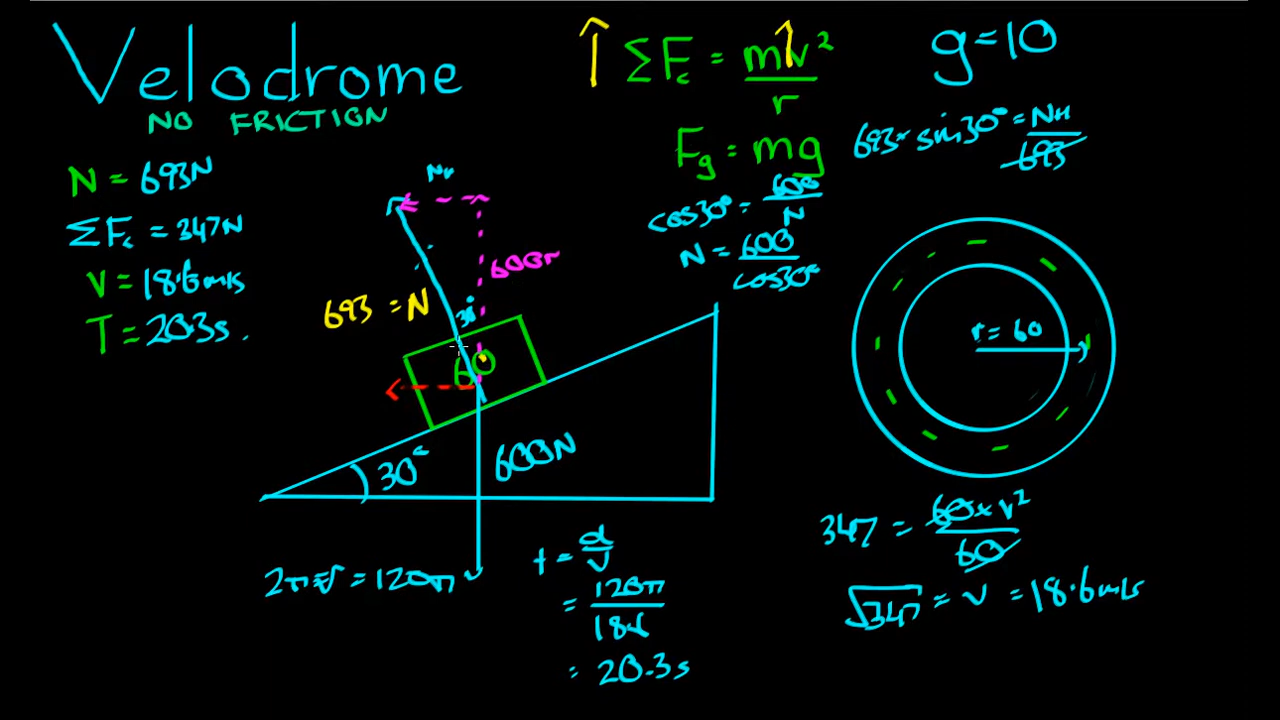 Velodrome
NO FRICTION
N = 693N
ΣFc = 347N
V = 18.6m/s
T = 20.3s.
ΣFc = mv²/r
g=10
Fg = mg
693×sin30°=NH/693
cos30° = 600/N
N = 600/cos30°
600N
693 = N
30°
60
30°
600N
r = 60
347 = 60×v²/60
√347 = v = 18.6m/s
2πr = 120π
t = d/v
= 120π/18.6
= 20.3s